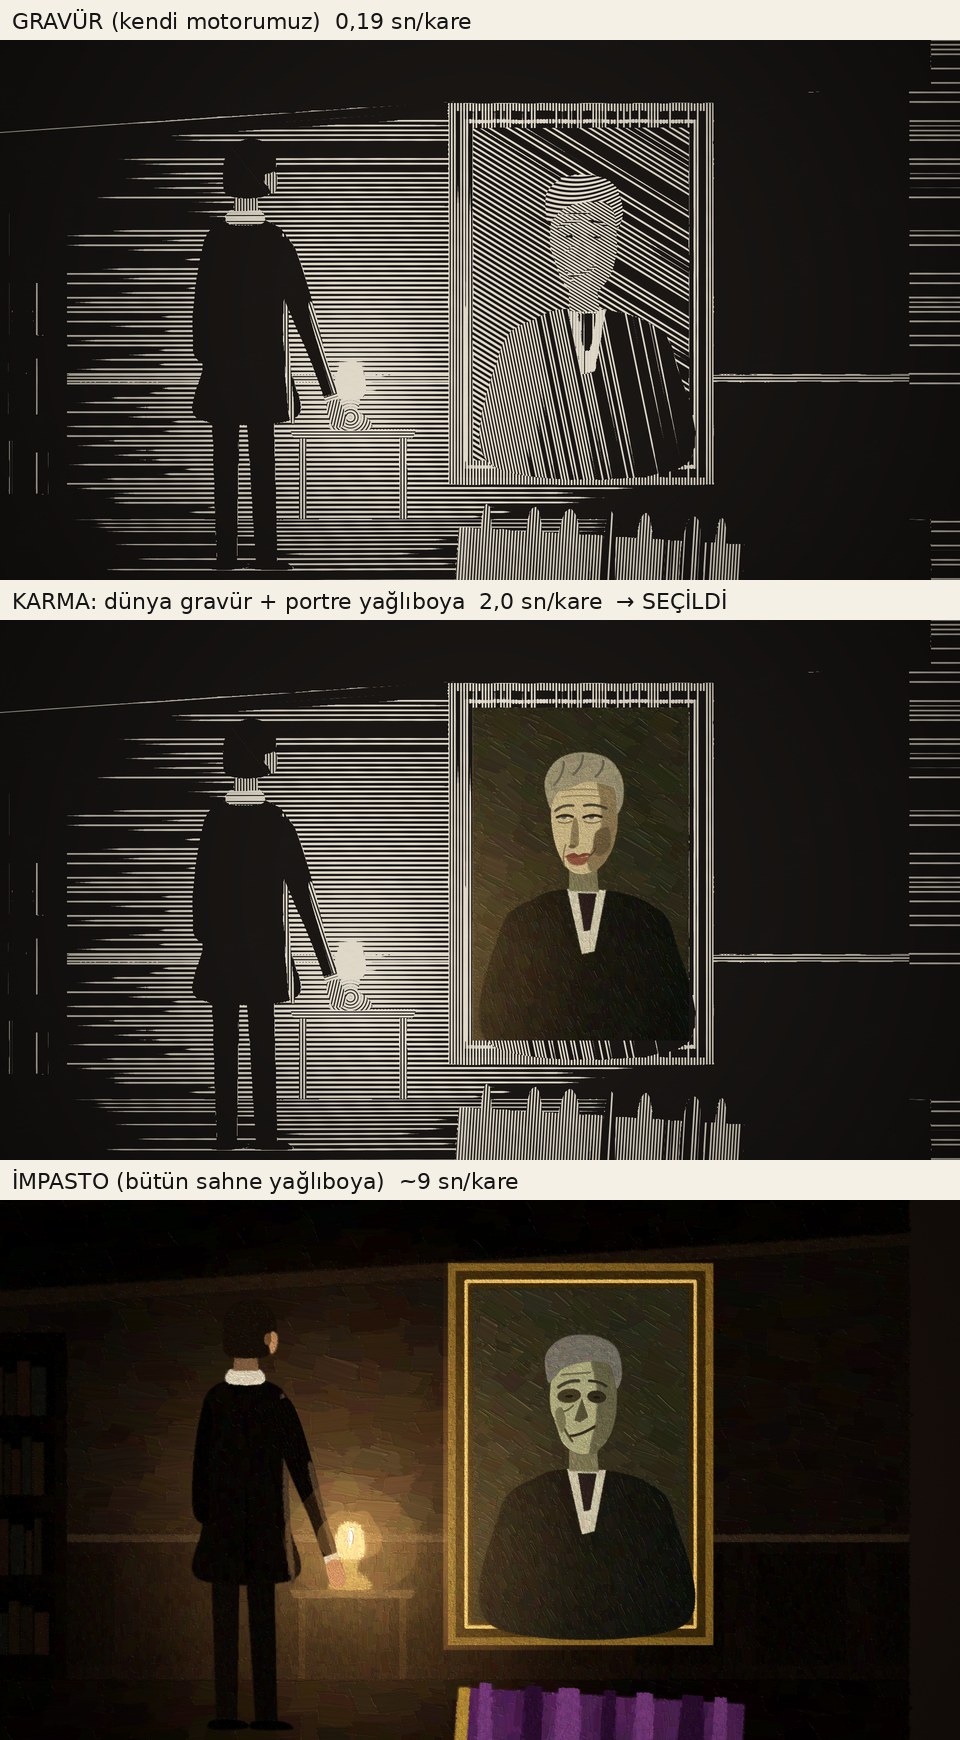 GRAVÜR (kendi motorumuz)  0,19 sn/kare
KARMA: dünya gravür + portre yağlıboya  2,0 sn/kare  → SEÇİLDİ
İMPASTO (bütün sahne yağlıboya)  ~9 sn/kare